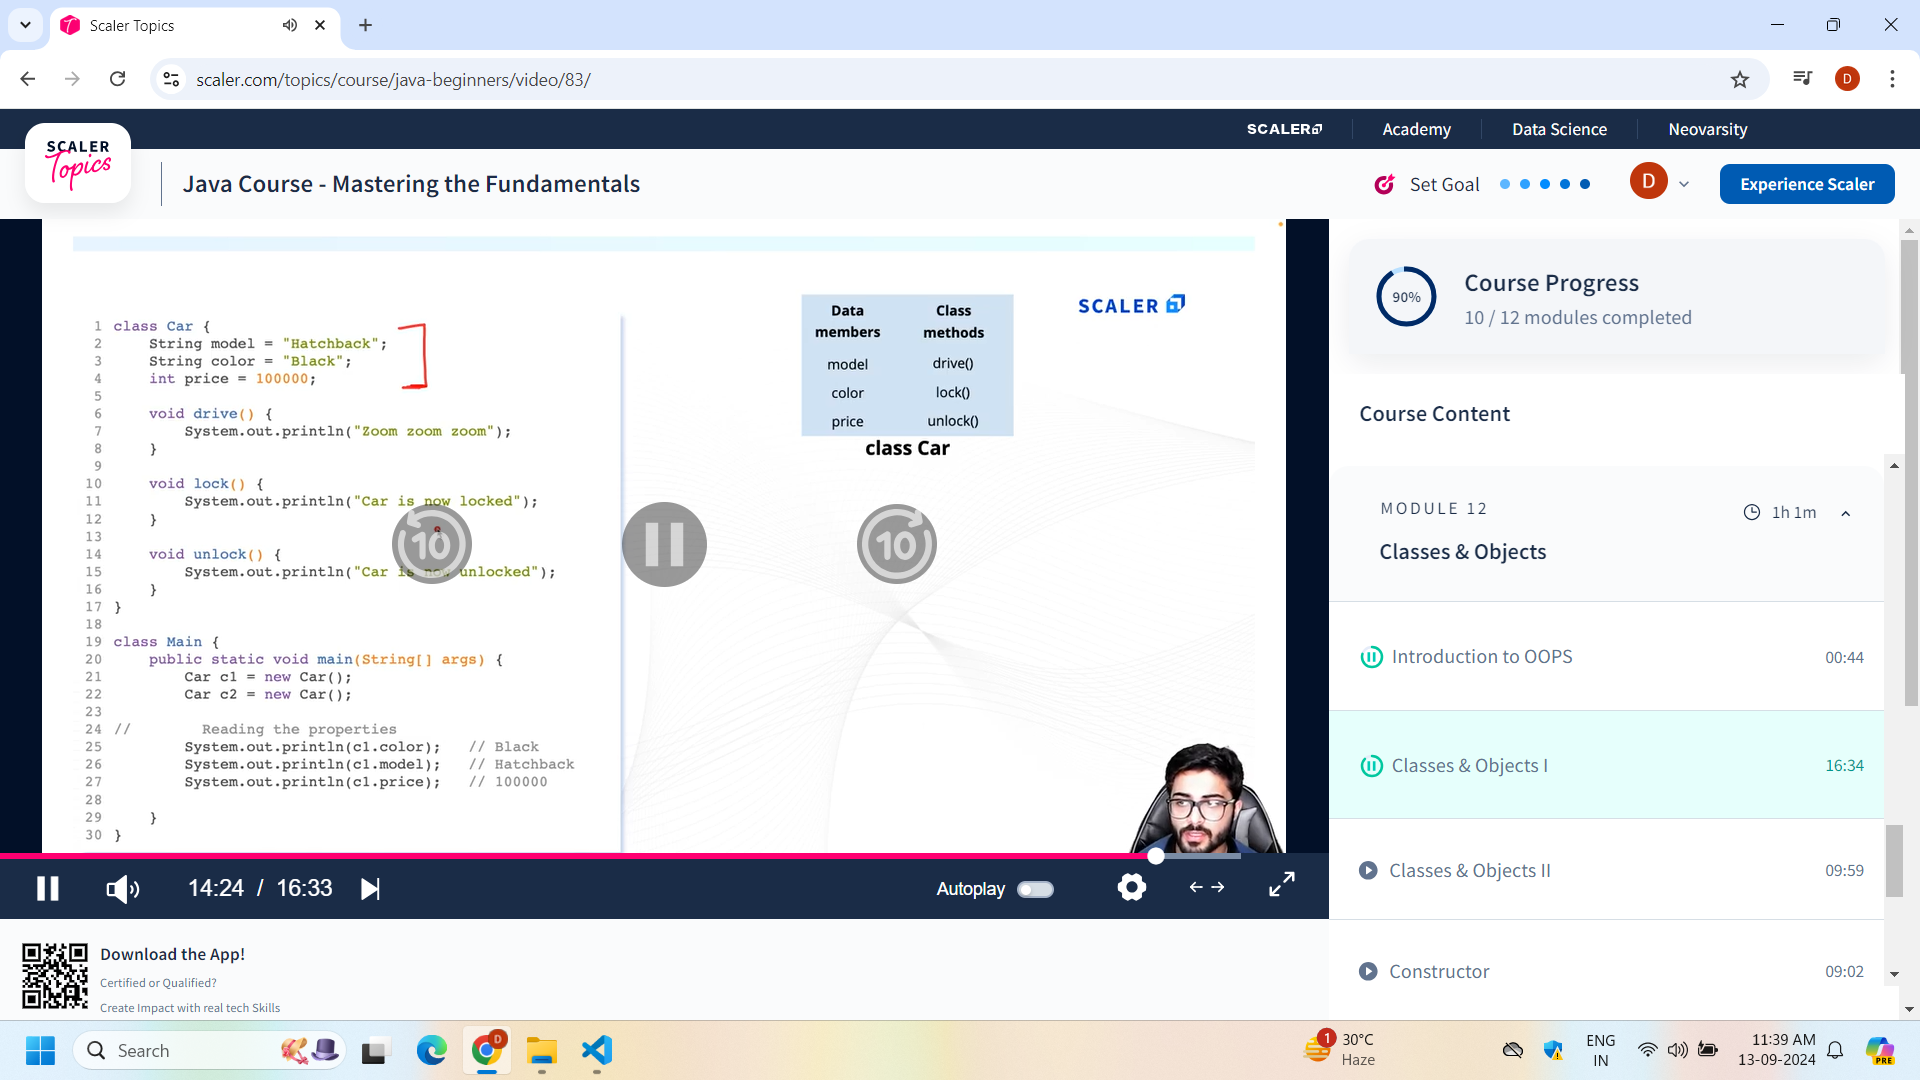 Scaler Topics
scaler.com/topics/course/java-beginners/video/83/
D
SCALER
Academy
Data Science
Neovarsity
SCALER
Topics
Java Course - Mastering the Fundamentals
Set Goal
D
Experience Scaler
1 class Car {
2 String model = "Hatchback";
3 String color = "Black";
4 int price = 100000;
5
6 void drive() {
7 System.out.println("Zoom zoom zoom");
8 }
9
10 void lock() {
11 System.out.println("Car is now locked");
12 }
13
14 void unlock() {
15 System.out.println("Car is now unlocked");
16 }
17 }
18
19 class Main {
20 public static void main(String[] args) {
21 Car c1 = new Car();
22 Car c2 = new Car();
23
24 // Reading the properties
25 System.out.println(c1.color); // Black
26 System.out.println(c1.model); // Hatchback
27 System.out.println(c1.price); // 100000
28
29 }
30 }
10
10
Data members Class methods
model drive()
color lock()
price unlock()
class Car
SCALER
14:24 / 16:33
Autoplay
90%
Course Progress
10 / 12 modules completed
Course Content
MODULE 12
1h 1m
Classes & Objects
Introduction to OOPS 00:44
Classes & Objects I 16:34
Classes & Objects II 09:59
Constructor 09:02
Download the App!
Certified or Qualified?
Create Impact with real tech Skills
Search
D
1
30°C
Haze
ENG
IN
11:39 AM
13-09-2024
PRE